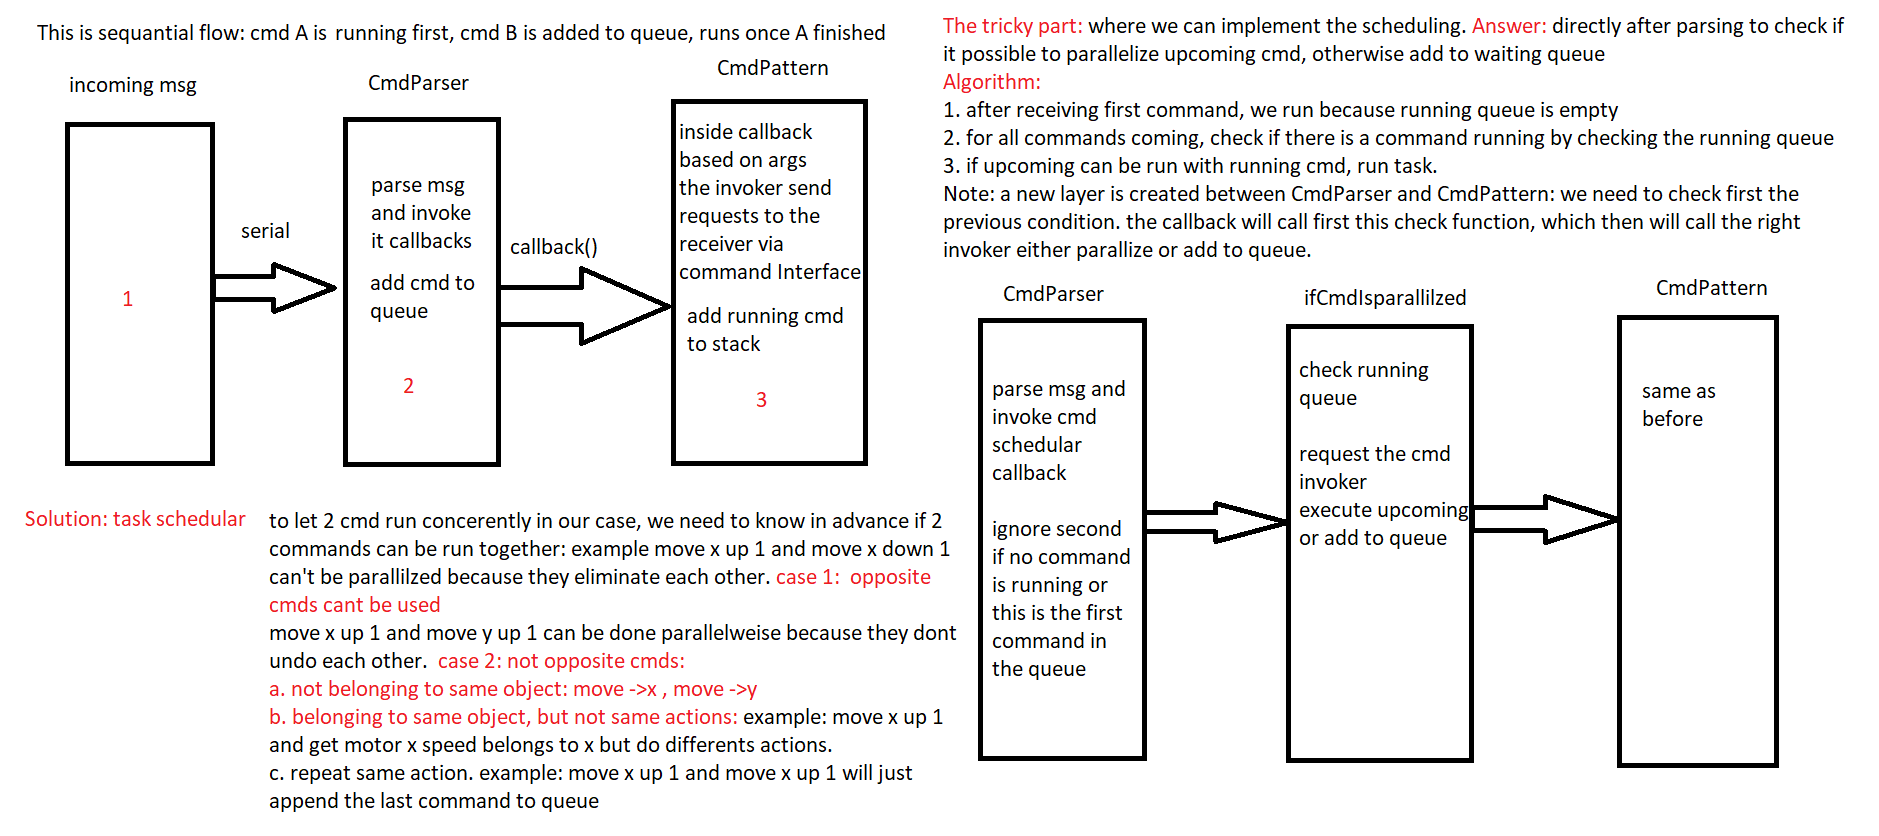 This is sequantial flow: cmd A is running first, cmd B is added to queue, runs once A finished
incoming msg
CmdParser
CmdPattern
1
serial
parse msg
and invoke
it callbacks
add cmd to
queue
2
callback()
inside callback
based on args
the invoker send
requests to the
receiver via
command Interface
add running cmd
to stack
3
Solution: task schedular
to let 2 cmd run concerently in our case, we need to know in advance if 2
commands can be run together: example move x up 1 and move x down 1
can't be parallilzed because they eliminate each other. case 1: opposite
cmds cant be used
move x up 1 and move y up 1 can be done parallelweise because they dont
undo each other. case 2: not opposite cmds:
a. not belonging to same object: move ->x , move ->y
b. belonging to same object, but not same actions: example: move x up 1
and get motor x speed belongs to x but do differents actions.
c. repeat same action. example: move x up 1 and move x up 1 will just
append the last command to queue
The tricky part: where we can implement the scheduling. Answer: directly after parsing to check if
it possible to parallelize upcoming cmd, otherwise add to waiting queue
Algorithm:
1. after receiving first command, we run because running queue is empty
2. for all commands coming, check if there is a command running by checking the running queue
3. if upcoming can be run with running cmd, run task.
Note: a new layer is created between CmdParser and CmdPattern: we need to check first the
previous condition. the callback will call first this check function, which then will call the right
invoker either parallize or add to queue.
CmdParser
ifCmdIsparallilzed
CmdPattern
parse msg and
invoke cmd
schedular
callback
ignore second
if no command
is running or
this is the first
command in
the queue
check running
queue
request the cmd
invoker
execute upcoming
or add to queue
same as
before